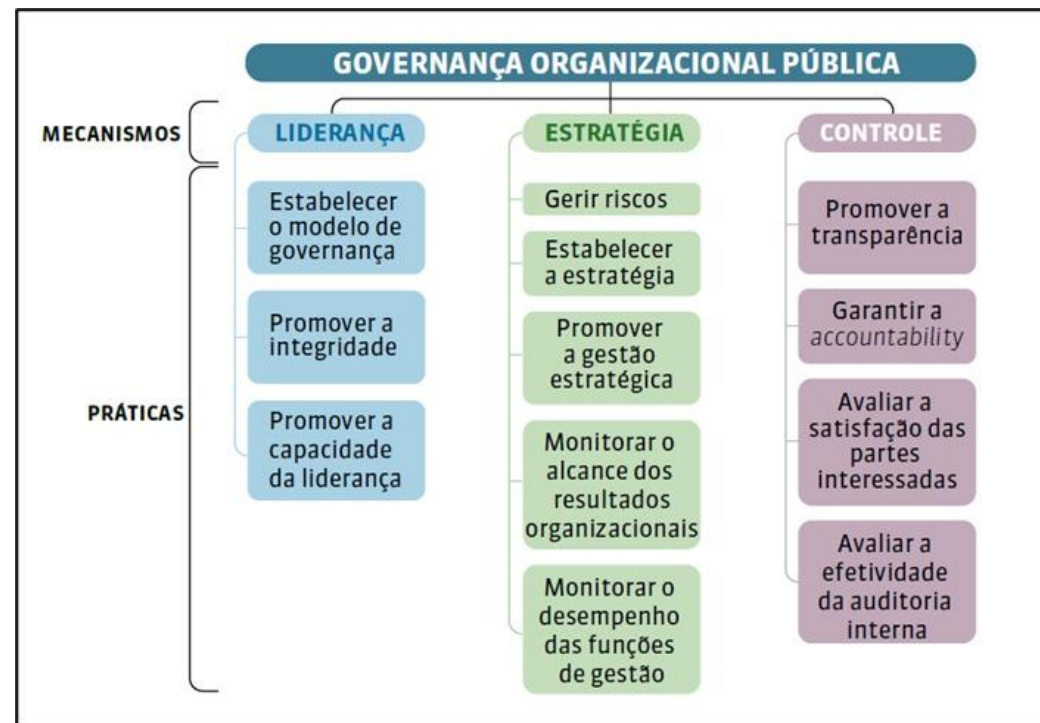 GOVERNANÇA ORGANIZACIONAL PÚBLICA
MECANISMOS
LIDERANÇA
ESTRATÉGIA
CONTROLE
PRÁTICAS
Estabelecer
o modelo de
governança
Promover a
integridade
Promover a
capacidade
da liderança
Gerir riscos
Estabelecer
a estratégia
Promover
a gestão
estratégica
Monitorar o
alcance dos
resultados
organizacionais
Monitorar o
desempenho
das funções
de gestão
Promover a
transparência
Garantir a
accountability
Avaliar a
satisfação das
partes
interessadas
Avaliar a
efetividade
da auditoria
interna